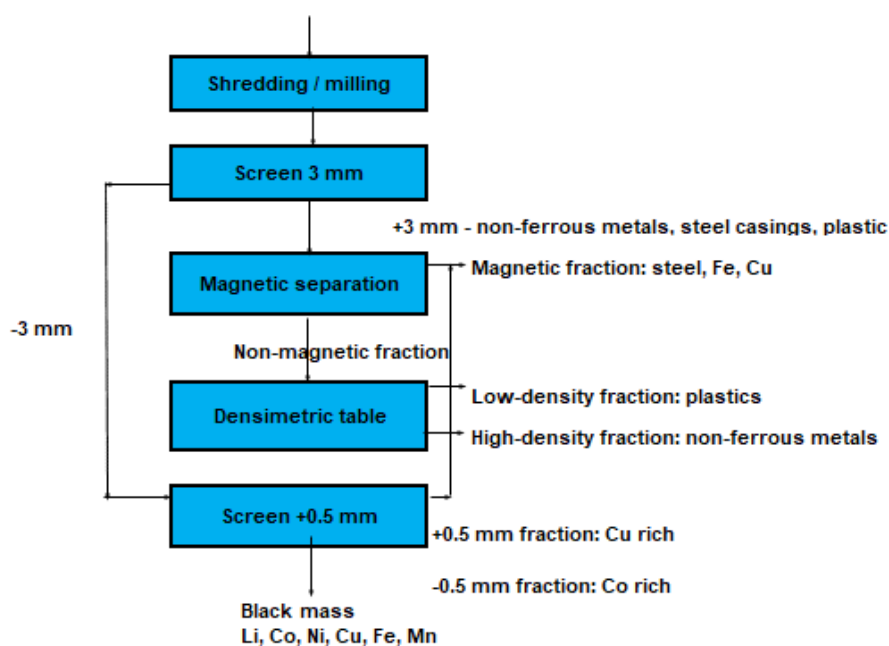 Shredding / milling
Screen 3 mm
+3 mm - non-ferrous metals, steel casings, plastic
Magnetic separation
Magnetic fraction: steel, Fe, Cu
-3 mm
Non-magnetic fraction
Densimetric table
Low-density fraction: plastics
High-density fraction: non-ferrous metals
Screen +0.5 mm
+0.5 mm fraction: Cu rich
-0.5 mm fraction: Co rich
Black mass
Li, Co, Ni, Cu, Fe, Mn